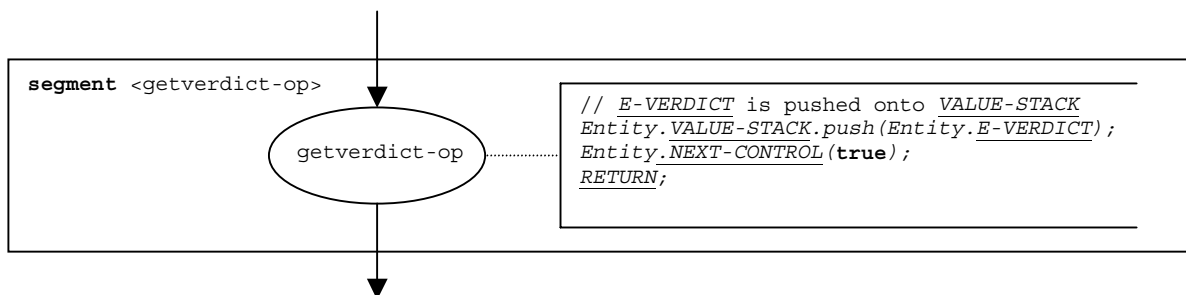 segment <getverdict-op>
getverdict-op
// E-VERDICT is pushed onto VALUE-STACK
Entity.VALUE-STACK.push(Entity.E-VERDICT);
Entity.NEXT-CONTROL(true);
RETURN;